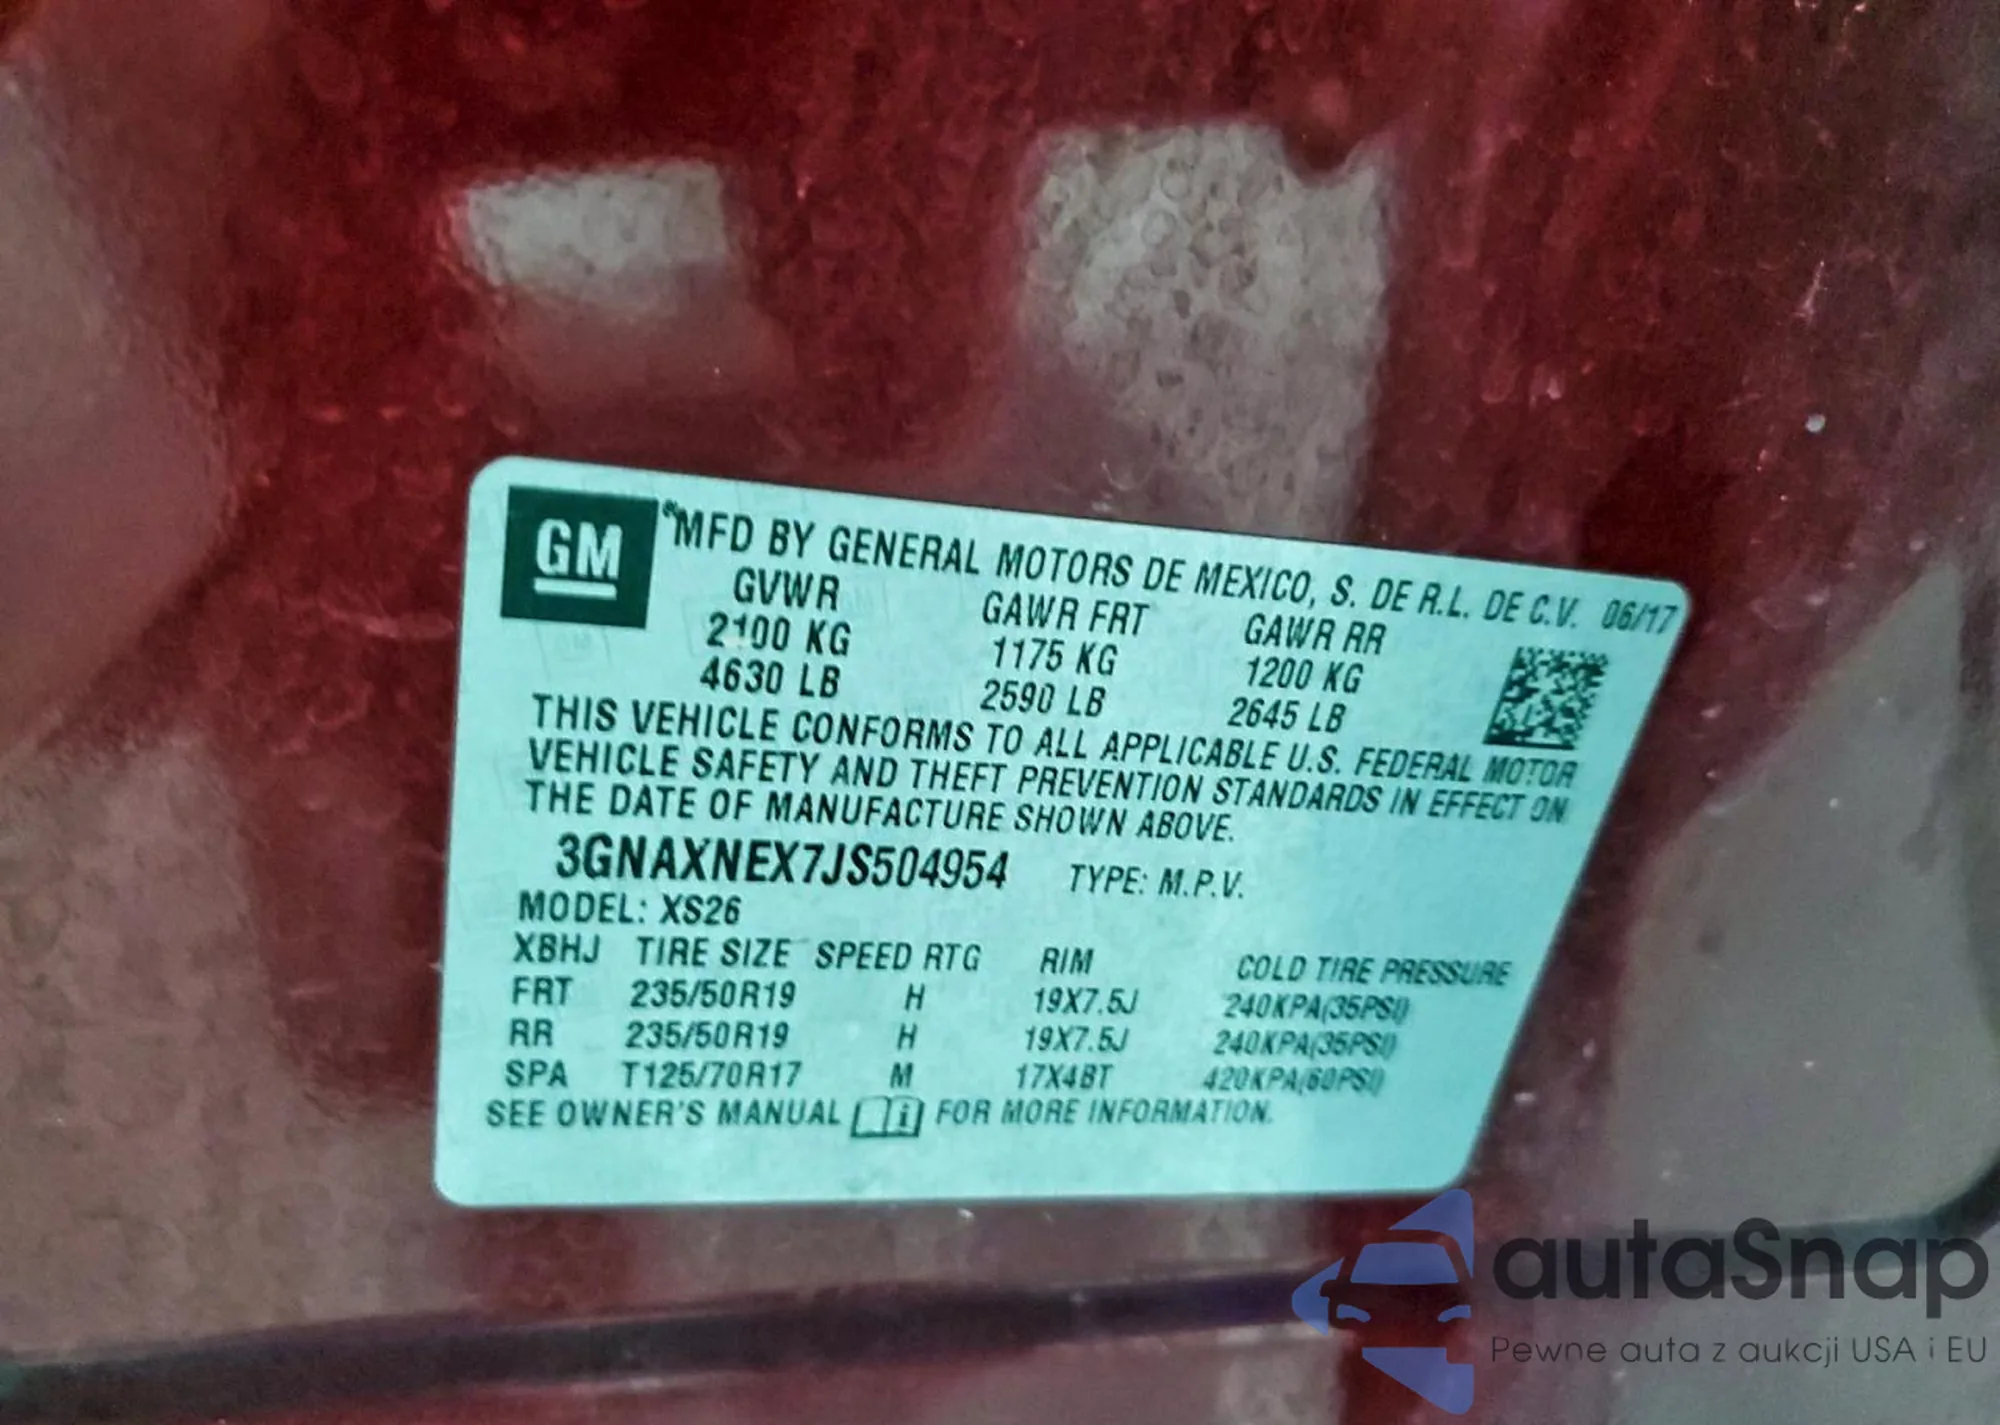 GM
®MFD BY GENERAL MOTORS DE MEXICO, S. DE R.L. DE C.V. 06/17
GVWR GAWR FRT GAWR RR
2100 KG 1175 KG 1200 KG
4630 LB 2590 LB 2645 LB
THIS VEHICLE CONFORMS TO ALL APPLICABLE U.S. FEDERAL MOTOR
VEHICLE SAFETY AND THEFT PREVENTION STANDARDS IN EFFECT ON
THE DATE OF MANUFACTURE SHOWN ABOVE.
3GNAXNEX7JS504954 TYPE: M.P.V.
MODEL: XS26
XBHJ TIRE SIZE SPEED RTG RIM COLD TIRE PRESSURE
FRT 235/50R19 H 19X7.5J 240KPA(35PSI)
RR 235/50R19 H 19X7.5J 240KPA(35PSI)
SPA T125/70R17 M 17X4BT 420KPA(60PSI)
SEE OWNER'S MANUAL i FOR MORE INFORMATION.
autaSnap
Pewne auta z aukcji USA i EU